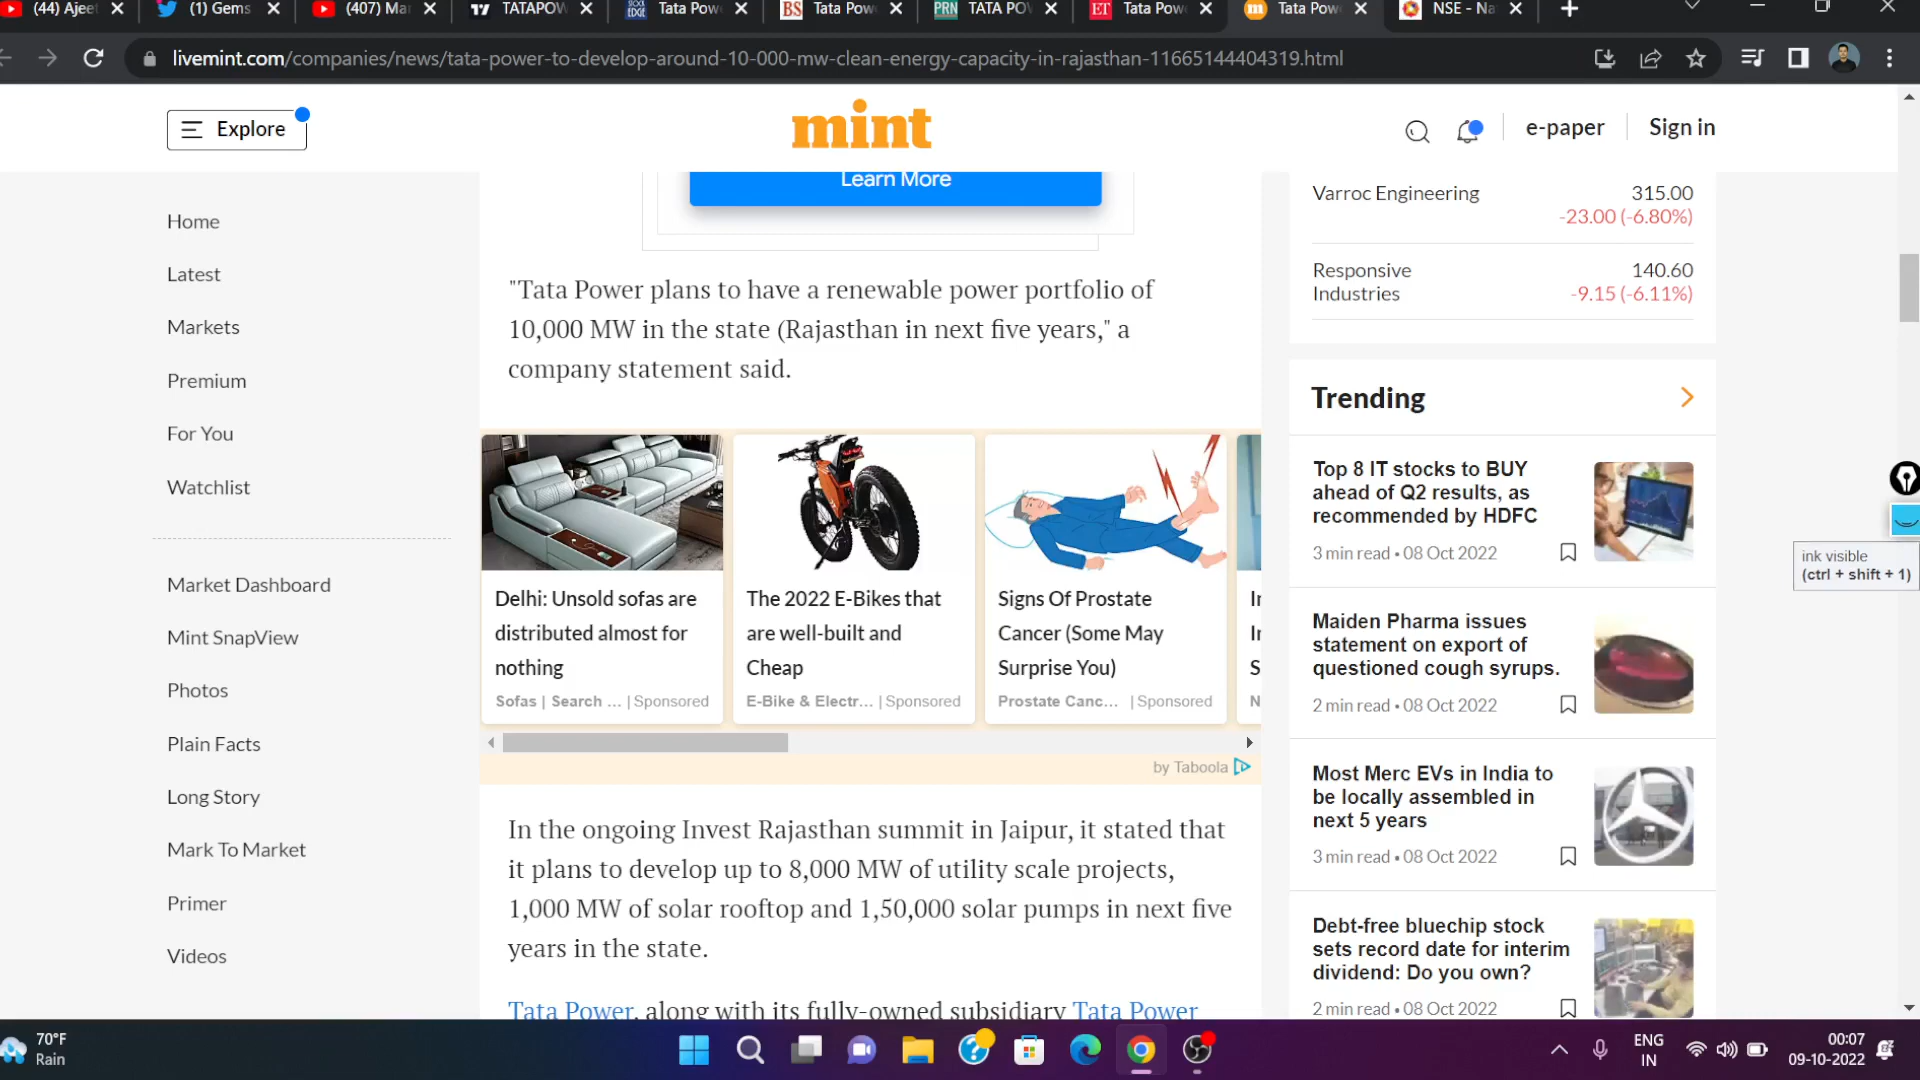 (44) Ajeet
(1) Gems
(407) Ma
TATAPOW
Tata Pow
BS Tata Pow
PRN TATA PO
ET Tata Pow
m Tata Pow
NSE - Na
livemint.com/companies/news/tata-power-to-develop-around-10-000-mw-clean-energy-capacity-in-rajasthan-11665144404319.html
Explore
mint
e-paper
Sign in
Home
Latest
Markets
Premium
For You
Watchlist
Market Dashboard
Mint SnapView
Photos
Plain Facts
Long Story
Mark To Market
Primer
Videos
Learn More
"Tata Power plans to have a renewable power portfolio of
10,000 MW in the state (Rajasthan in next five years," a
company statement said.
Delhi: Unsold sofas are
distributed almost for
nothing
Sofas | Search ... | Sponsored
The 2022 E-Bikes that
are well-built and
Cheap
E-Bike & Electr... | Sponsored
Signs Of Prostate
Cancer (Some May
Surprise You)
Prostate Canc... | Sponsored
by Taboola
In the ongoing Invest Rajasthan summit in Jaipur, it stated that
it plans to develop up to 8,000 MW of utility scale projects,
1,000 MW of solar rooftop and 1,50,000 solar pumps in next five
years in the state.
Tata Power, along with its fully-owned subsidiary Tata Power
Varroc Engineering 315.00
-23.00 (-6.80%)
Responsive 140.60
Industries -9.15 (-6.11%)
Trending
Top 8 IT stocks to BUY
ahead of Q2 results, as
recommended by HDFC
3 min read • 08 Oct 2022
Maiden Pharma issues
statement on export of
questioned cough syrups.
2 min read • 08 Oct 2022
Most Merc EVs in India to
be locally assembled in
next 5 years
3 min read • 08 Oct 2022
Debt-free bluechip stock
sets record date for interim
dividend: Do you own?
2 min read • 08 Oct 2022
ink visible
(ctrl + shift + 1)
70°F
Rain
ENG
IN
00:07
09-10-2022